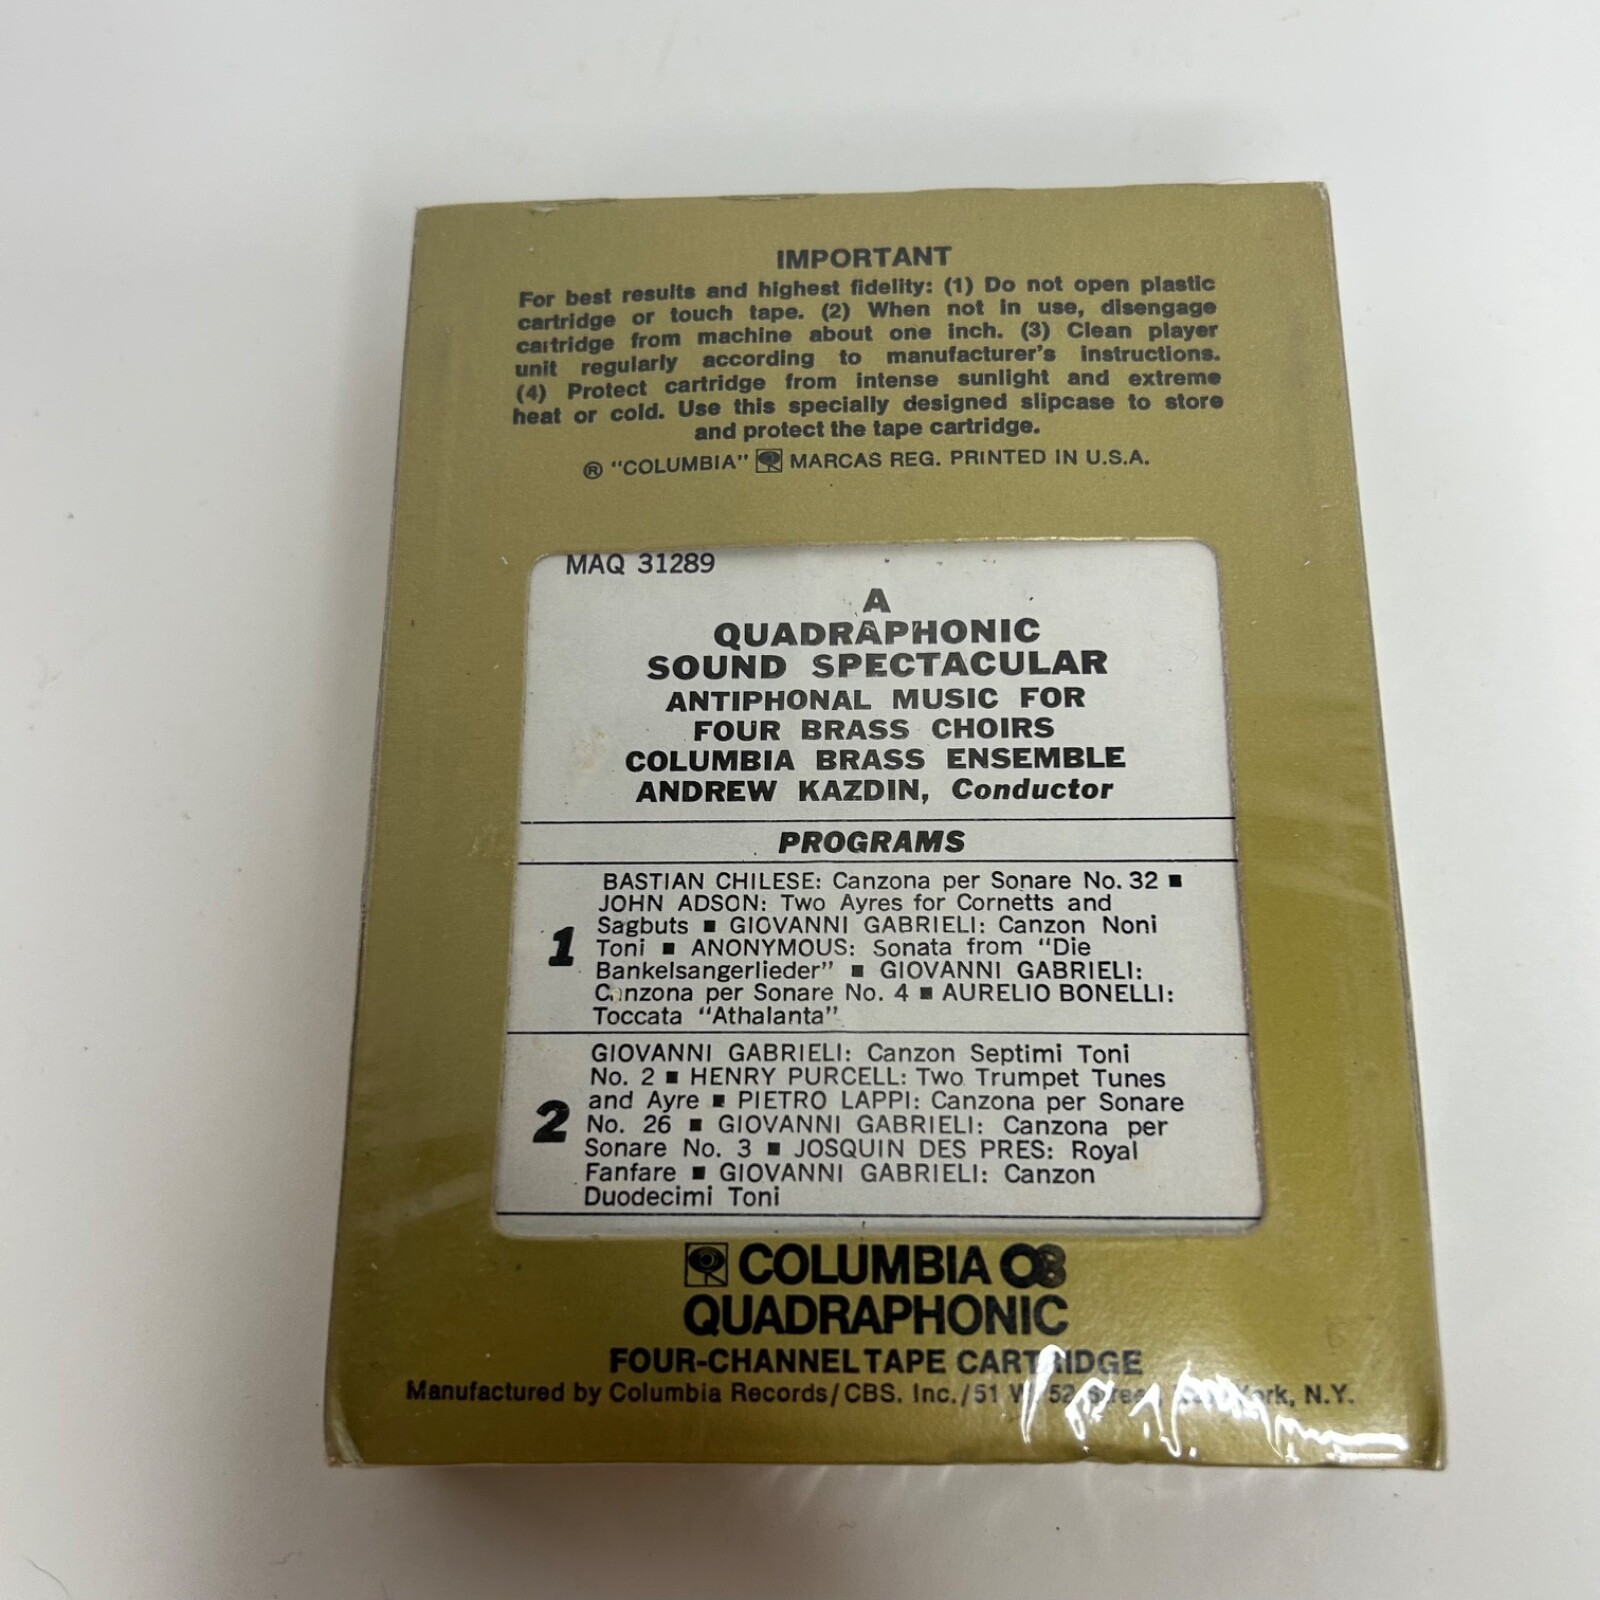 IMPORTANT
For best results and highest fidelity: (1) Do not open plastic
cartridge or touch tape. (2) When not in use, disengage
cartridge from machine about one inch. (3) Clean player
unit regularly according to manufacturer's instructions.
(4) Protect cartridge from intense sunlight and extreme
heat or cold. Use this specially designed slipcase to store
and protect the tape cartridge.
® "COLUMBIA" MARCAS REG. PRINTED IN U.S.A.
MAQ 31289
A
QUADRAPHONIC
SOUND SPECTACULAR
ANTIPHONAL MUSIC FOR
FOUR BRASS CHOIRS
COLUMBIA BRASS ENSEMBLE
ANDREW KAZDIN, Conductor
PROGRAMS
1
BASTIAN CHILESE: Canzona per Sonare No. 32 ■
JOHN ADSON: Two Ayres for Cornetts and
Sagbuts ■ GIOVANNI GABRIELI: Canzon Noni
Toni ■ ANONYMOUS: Sonata from "Die
Bankelsangerlieder" ■ GIOVANNI GABRIELI:
Canzona per Sonare No. 4 ■ AURELIO BONELLI:
Toccata "Athalanta"
2
GIOVANNI GABRIELI: Canzon Septimi Toni
No. 2 ■ HENRY PURCELL: Two Trumpet Tunes
and Ayre ■ PIETRO LAPPI: Canzona per Sonare
No. 26 ■ GIOVANNI GABRIELI: Canzona per
Sonare No. 3 ■ JOSQUIN DES PRES: Royal
Fanfare ■ GIOVANNI GABRIELI: Canzon
Duodecimi Toni
COLUMBIA Q8
QUADRAPHONIC
FOUR-CHANNEL TAPE CARTRIDGE
Manufactured by Columbia Records/CBS. Inc./51 W. 52 Street, York, N.Y.